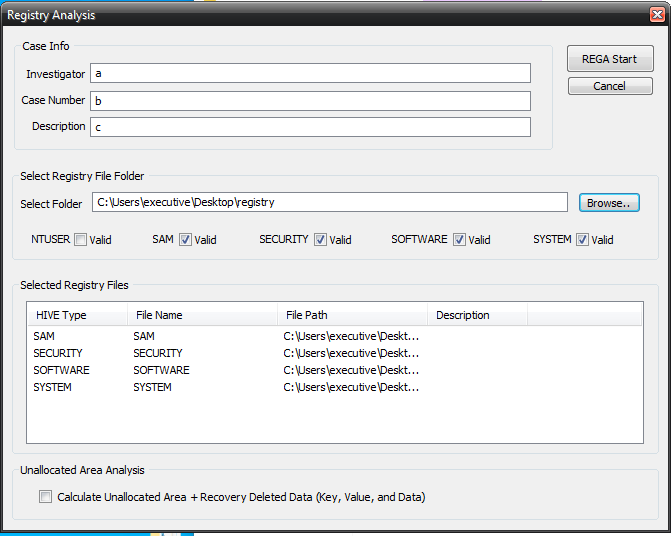 Registry Analysis
Case Info
Investigator a
Case Number b
Description c
REGA Start
Cancel
Select Registry File Folder
Select Folder C:\Users\executive\Desktop\registry Browse..
NTUSER Valid SAM Valid SECURITY Valid SOFTWARE Valid SYSTEM Valid
Selected Registry Files
HIVE Type File Name File Path Description
SAM SAM C:\Users\executive\Deskt...
SECURITY SECURITY C:\Users\executive\Deskt...
SOFTWARE SOFTWARE C:\Users\executive\Deskt...
SYSTEM SYSTEM C:\Users\executive\Deskt...
Unallocated Area Analysis
Calculate Unallocated Area + Recovery Deleted Data (Key, Value, and Data)